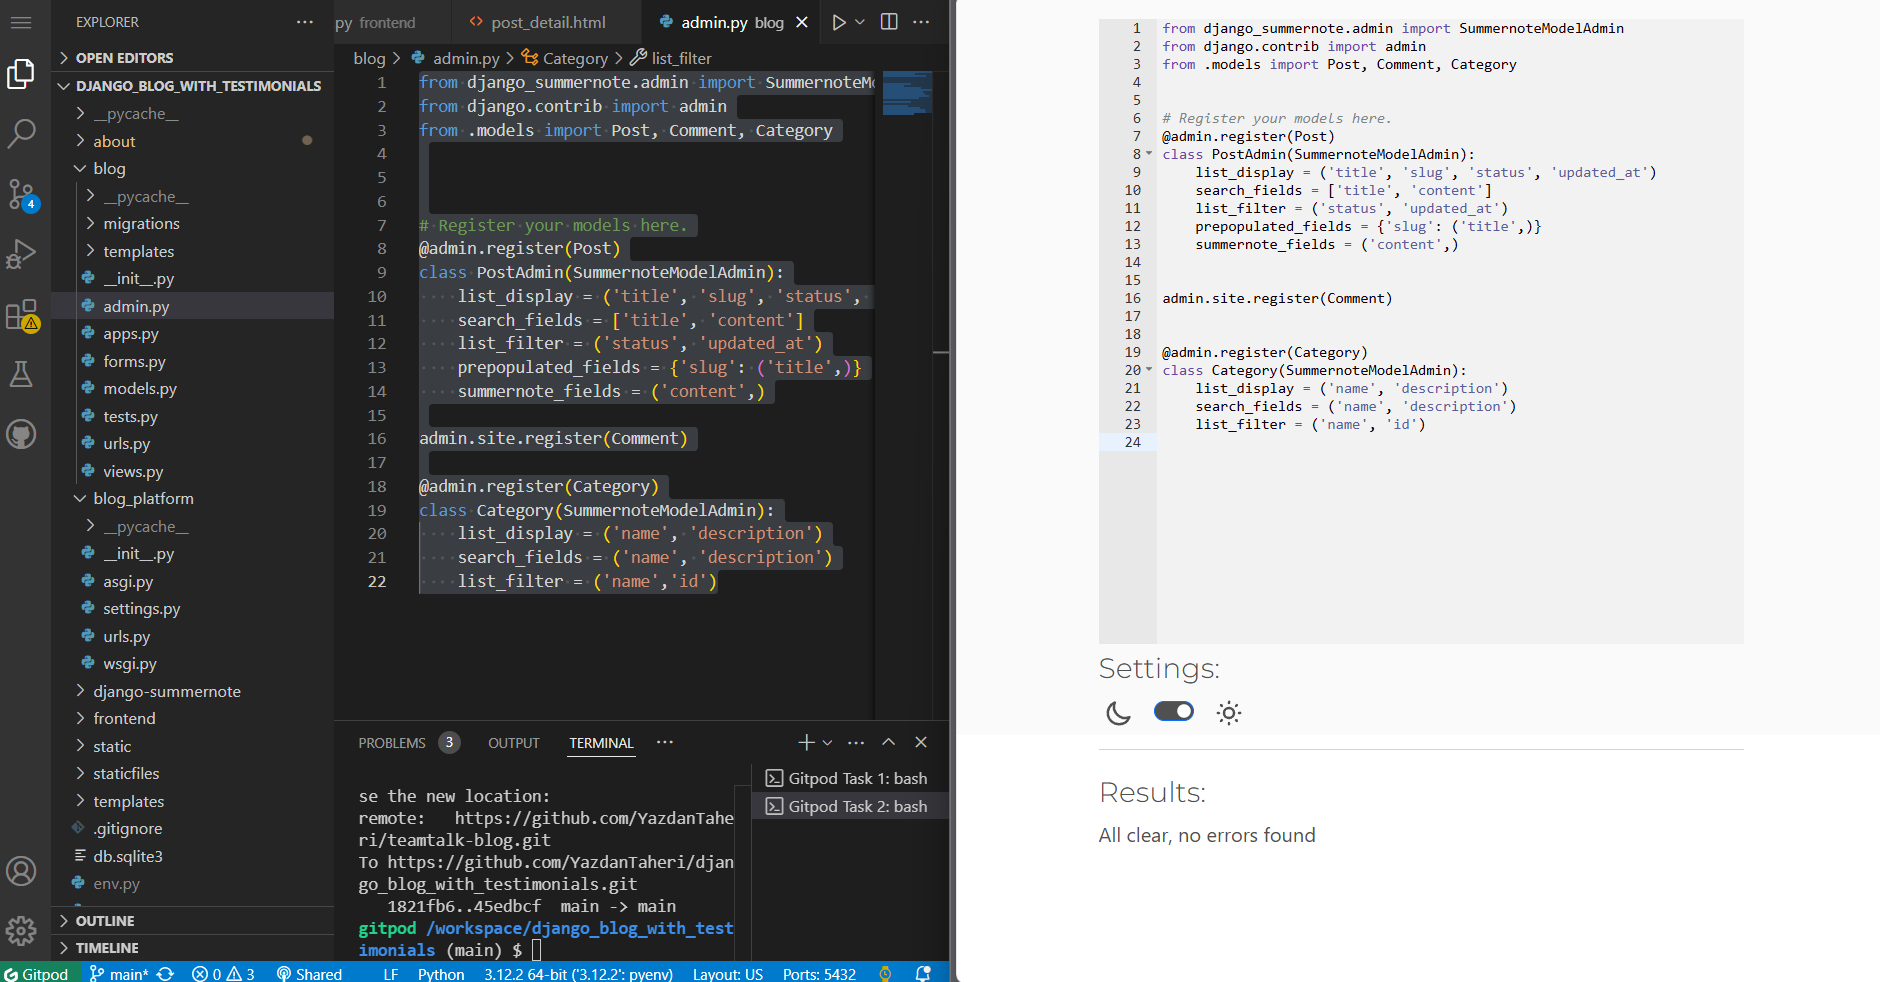 EXPLORER
OPEN EDITORS
DJANGO_BLOG_WITH_TESTIMONIALS
__pycache__
about
blog
__pycache__
migrations
templates
__init__.py
admin.py
apps.py
forms.py
models.py
tests.py
urls.py
views.py
blog_platform
__pycache__
__init__.py
asgi.py
settings.py
urls.py
wsgi.py
django-summernote
frontend
static
staticfiles
templates
.gitignore
db.sqlite3
env.py
OUTLINE
TIMELINE
4
py frontend
post_detail.html
admin.py blog
blog > admin.py > Category > list_filter
1 from django_summernote.admin import SummernoteM
2 from django.contrib import admin
3 from .models import Post, Comment, Category
4
5
6
7 # Register your models here.
8 @admin.register(Post)
9 class PostAdmin(SummernoteModelAdmin):
10 list_display = ('title', 'slug', 'status',
11 search_fields = ['title', 'content']
12 list_filter = ('status', 'updated_at')
13 prepopulated_fields = {'slug': ('title',)}
14 summernote_fields = ('content',)
15
16 admin.site.register(Comment)
17
18 @admin.register(Category)
19 class Category(SummernoteModelAdmin):
20 list_display = ('name', 'description')
21 search_fields = ('name', 'description')
22 list_filter = ('name','id')
PROBLEMS 3 OUTPUT TERMINAL
se the new location:
remote:   https://github.com/YazdanTahe
ri/teamtalk-blog.git
To https://github.com/YazdanTaheri/djan
go_blog_with_testimonials.git
1821fb6..45edbcf  main -> main
gitpod /workspace/django_blog_with_test
imonials (main) $
Gitpod Task 1: bash
Gitpod Task 2: bash
Gitpod main* 0 3 Shared LF Python 3.12.2 64-bit ('3.12.2': pyenv) Layout: US Ports: 5432
1 from django_summernote.admin import SummernoteModelAdmin
2 from django.contrib import admin
3 from .models import Post, Comment, Category
4
5
6 # Register your models here.
7 @admin.register(Post)
8 class PostAdmin(SummernoteModelAdmin):
9 list_display = ('title', 'slug', 'status', 'updated_at')
10 search_fields = ['title', 'content']
11 list_filter = ('status', 'updated_at')
12 prepopulated_fields = {'slug': ('title',)}
13 summernote_fields = ('content',)
14
15
16 admin.site.register(Comment)
17
18
19 @admin.register(Category)
20 class Category(SummernoteModelAdmin):
21 list_display = ('name', 'description')
22 search_fields = ('name', 'description')
23 list_filter = ('name', 'id')
24
Settings:
Results:
All clear, no errors found